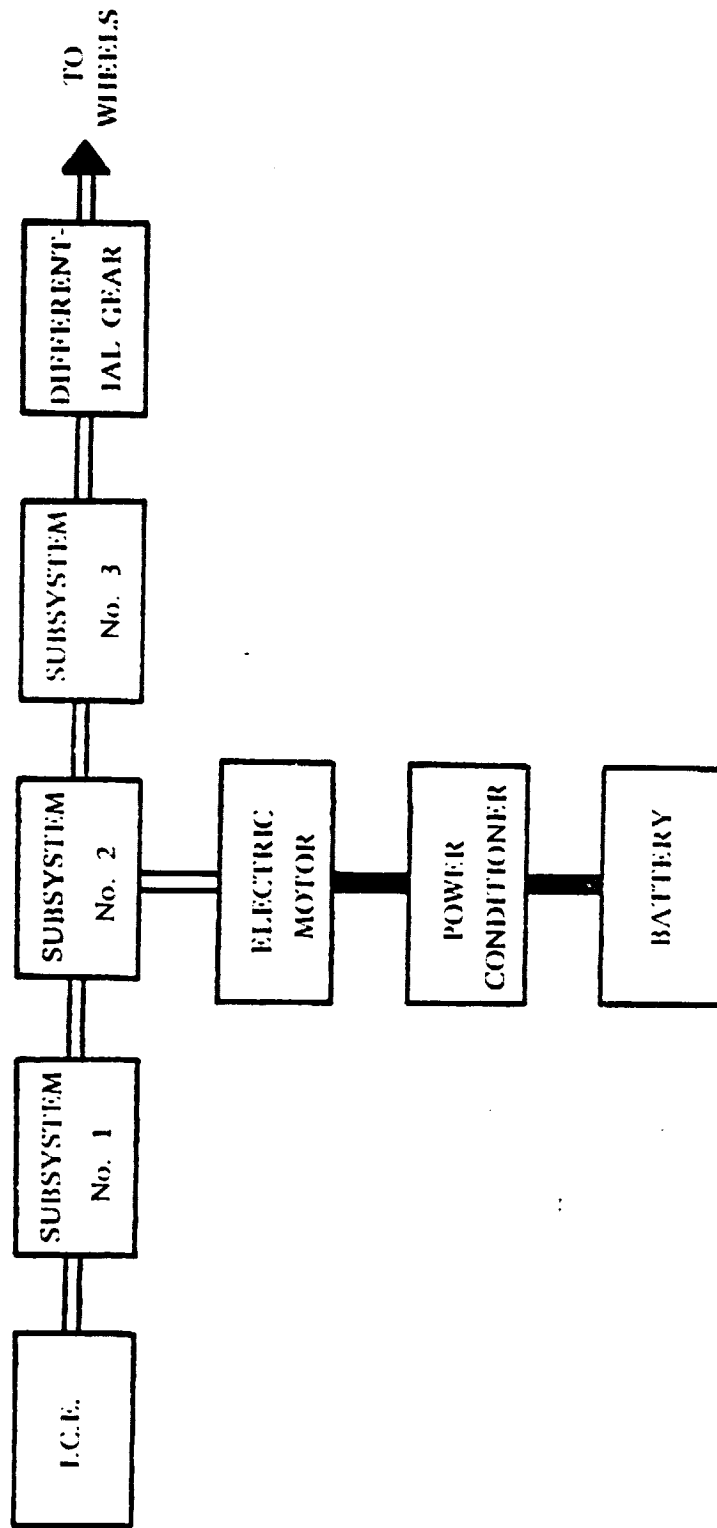 I.C.E.
SUBSYSTEM
No. 1
SUBSYSTEM
No. 2
SUBSYSTEM
No. 3
DIFFERENT-
IAL GEAR
TO
WHEELS
ELECTRIC
MOTOR
POWER
CONDITIONER
BATTERY